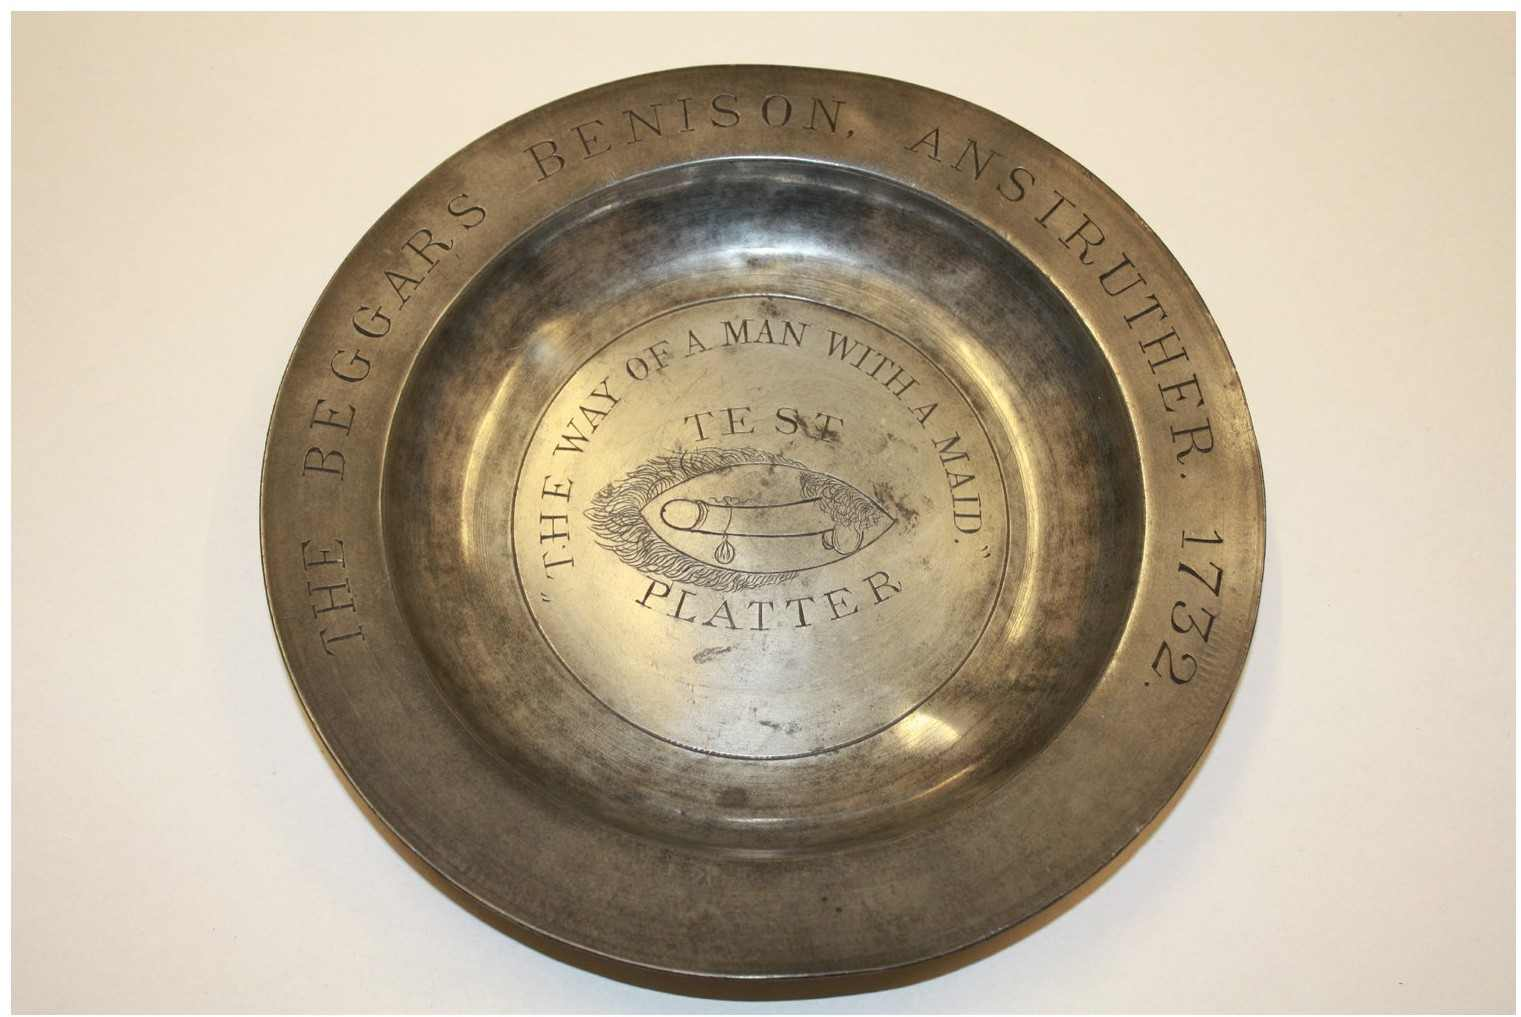 THE BEGGARS BENISON, ANSTRUTHER. 1732.
"THE WAY OF A MAN WITH A MAID."
TEST
PLATTER